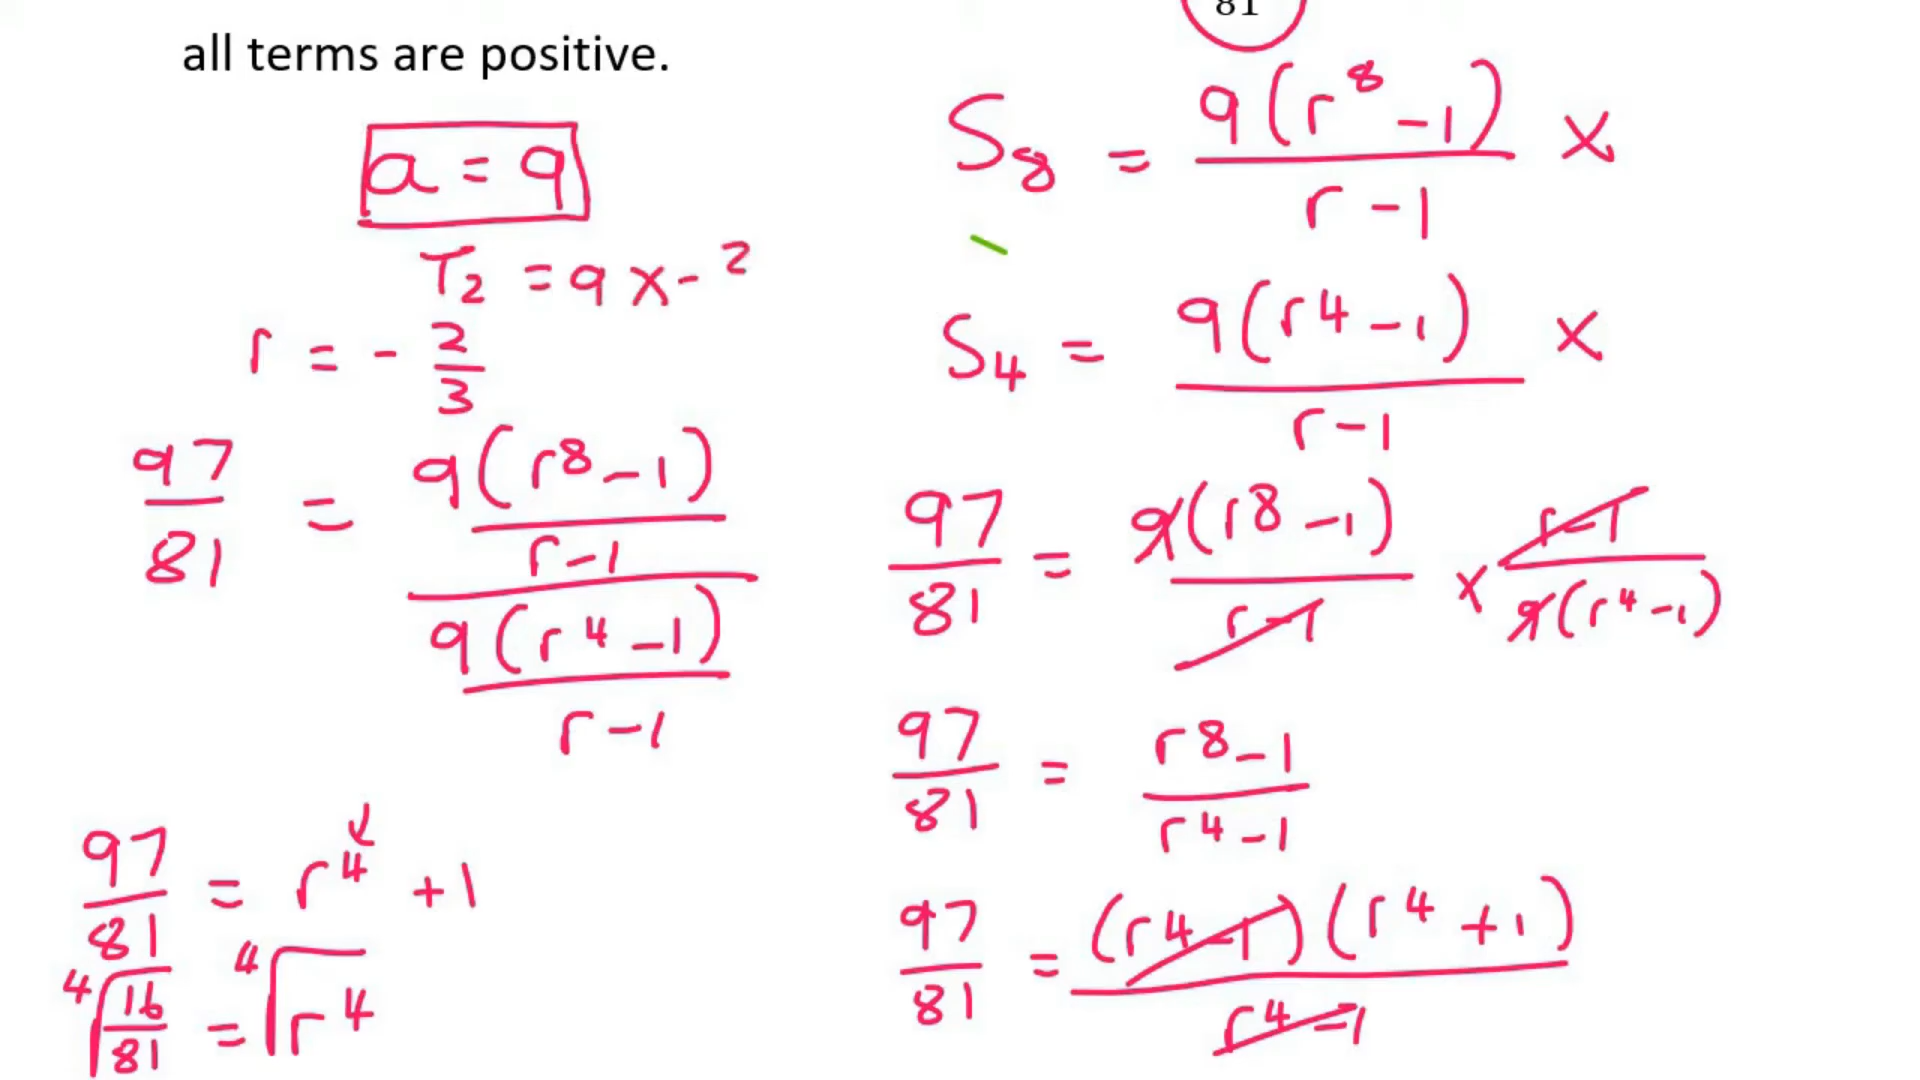 all terms are positive.
a = 9
T₂ = 9 x - 2
r = - 2/3
97/81 = (9(r⁸ - 1)/(r - 1)) / (9(r⁴ - 1)/(r - 1))
97/81 = r⁴ + 1
⁴√(16/81) = ⁴√(r⁴)
81
S₈ = 9(r⁸ - 1)/(r - 1) x
S₄ = 9(r⁴ - 1)/(r - 1) x
97/81 = 9(r⁸ - 1)/(r - 1) x (r - 1)/(9(r⁴ - 1))
97/81 = (r⁸ - 1)/(r⁴ - 1)
97/81 = (r⁴ - 1)(r⁴ + 1)/(r⁴ - 1)